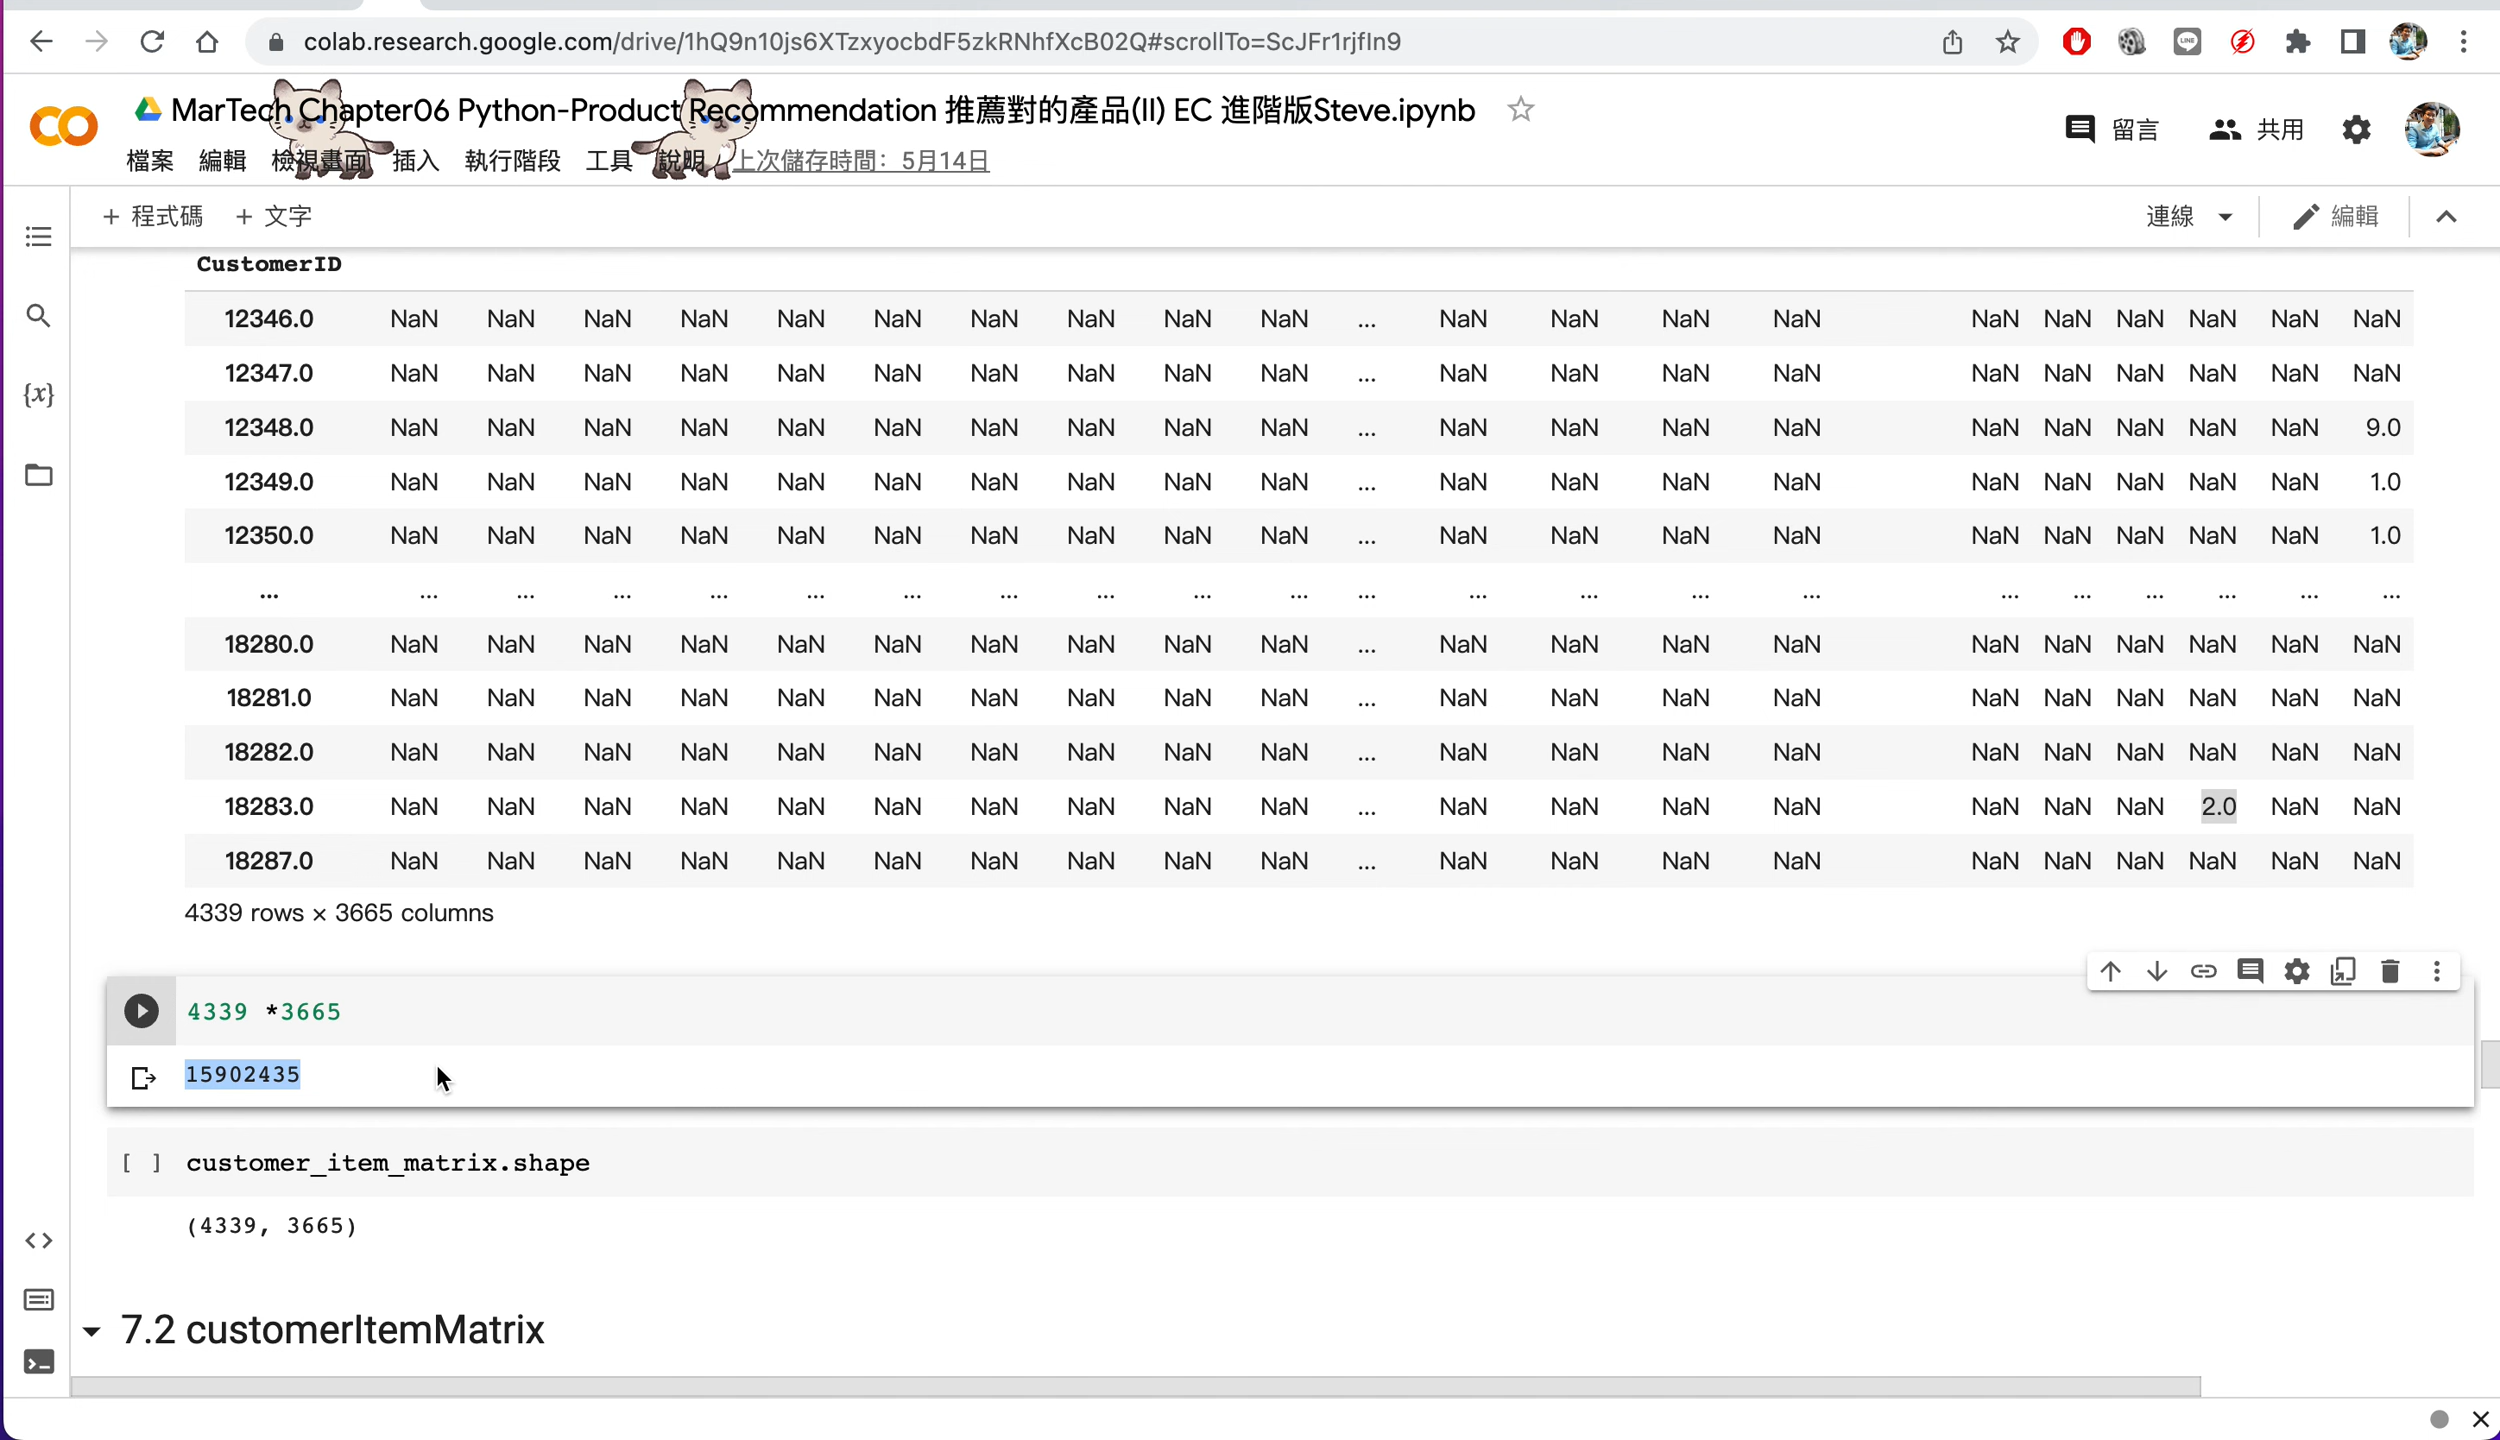 colab.research.google.com/drive/1hQ9n10js6XTzxyocbdF5zkRNhfXcB02Q#scrollTo=ScJFr1rjfIn9
MarTech Chapter06 Python-Product Recommendation 推薦對的產品(II) EC 進階版Steve.ipynb
留言 共用
檔案 編輯 檢視畫面 插入 執行階段 工具 說明 上次儲存時間： 5月14日
+ 程式碼 + 文字 連線 編輯
CustomerID
12346.0 NaN NaN NaN NaN NaN NaN NaN NaN NaN NaN ... NaN NaN NaN NaN NaN NaN NaN NaN NaN NaN
12347.0 NaN NaN NaN NaN NaN NaN NaN NaN NaN NaN ... NaN NaN NaN NaN NaN NaN NaN NaN NaN NaN
12348.0 NaN NaN NaN NaN NaN NaN NaN NaN NaN NaN ... NaN NaN NaN NaN NaN NaN NaN NaN NaN 9.0
12349.0 NaN NaN NaN NaN NaN NaN NaN NaN NaN NaN ... NaN NaN NaN NaN NaN NaN NaN NaN NaN 1.0
12350.0 NaN NaN NaN NaN NaN NaN NaN NaN NaN NaN ... NaN NaN NaN NaN NaN NaN NaN NaN NaN 1.0
... ... ... ... ... ... ... ... ... ... ... ... ... ... ... ... ... ... ... ... ... ...
18280.0 NaN NaN NaN NaN NaN NaN NaN NaN NaN NaN ... NaN NaN NaN NaN NaN NaN NaN NaN NaN NaN
18281.0 NaN NaN NaN NaN NaN NaN NaN NaN NaN NaN ... NaN NaN NaN NaN NaN NaN NaN NaN NaN NaN
18282.0 NaN NaN NaN NaN NaN NaN NaN NaN NaN NaN ... NaN NaN NaN NaN NaN NaN NaN NaN NaN NaN
18283.0 NaN NaN NaN NaN NaN NaN NaN NaN NaN NaN ... NaN NaN NaN NaN NaN NaN NaN 2.0 NaN NaN
18287.0 NaN NaN NaN NaN NaN NaN NaN NaN NaN NaN ... NaN NaN NaN NaN NaN NaN NaN NaN NaN NaN
4339 rows × 3665 columns
4339 *3665
15902435
[ ] customer_item_matrix.shape
(4339, 3665)
7.2 customerItemMatrix